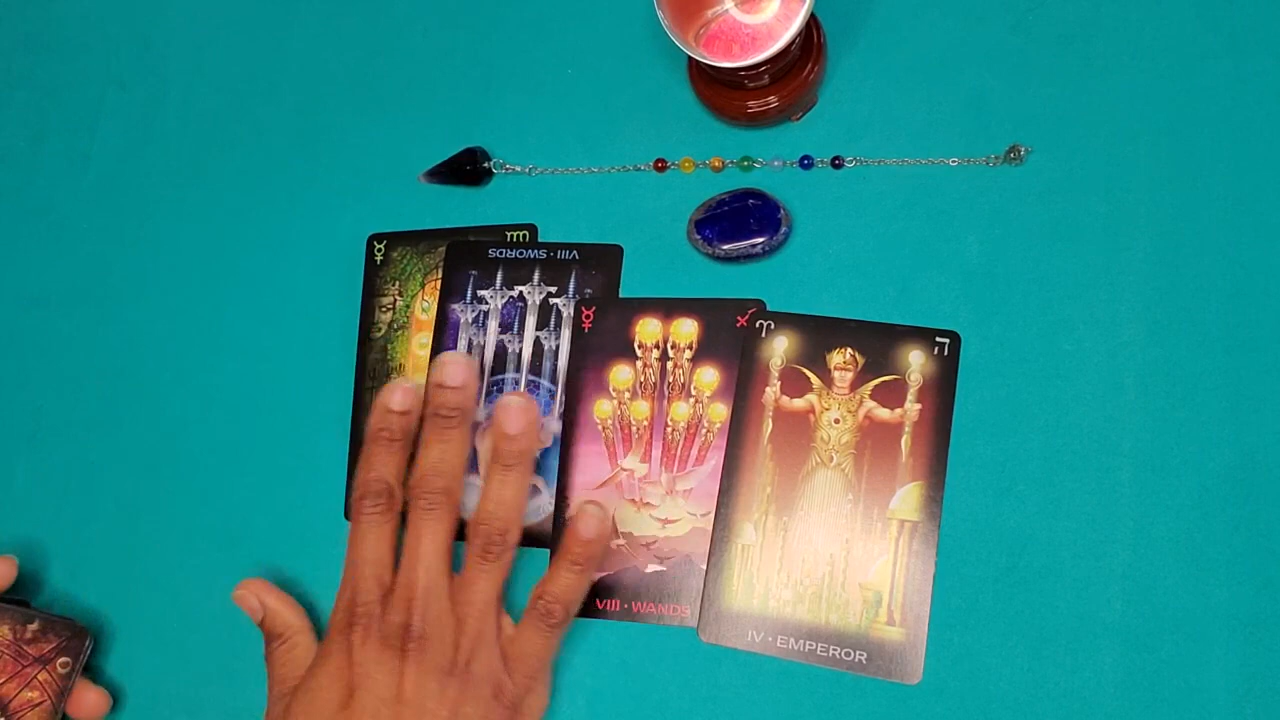 VIII · SWORDS
VIII · WANDS
ה
IV · EMPEROR